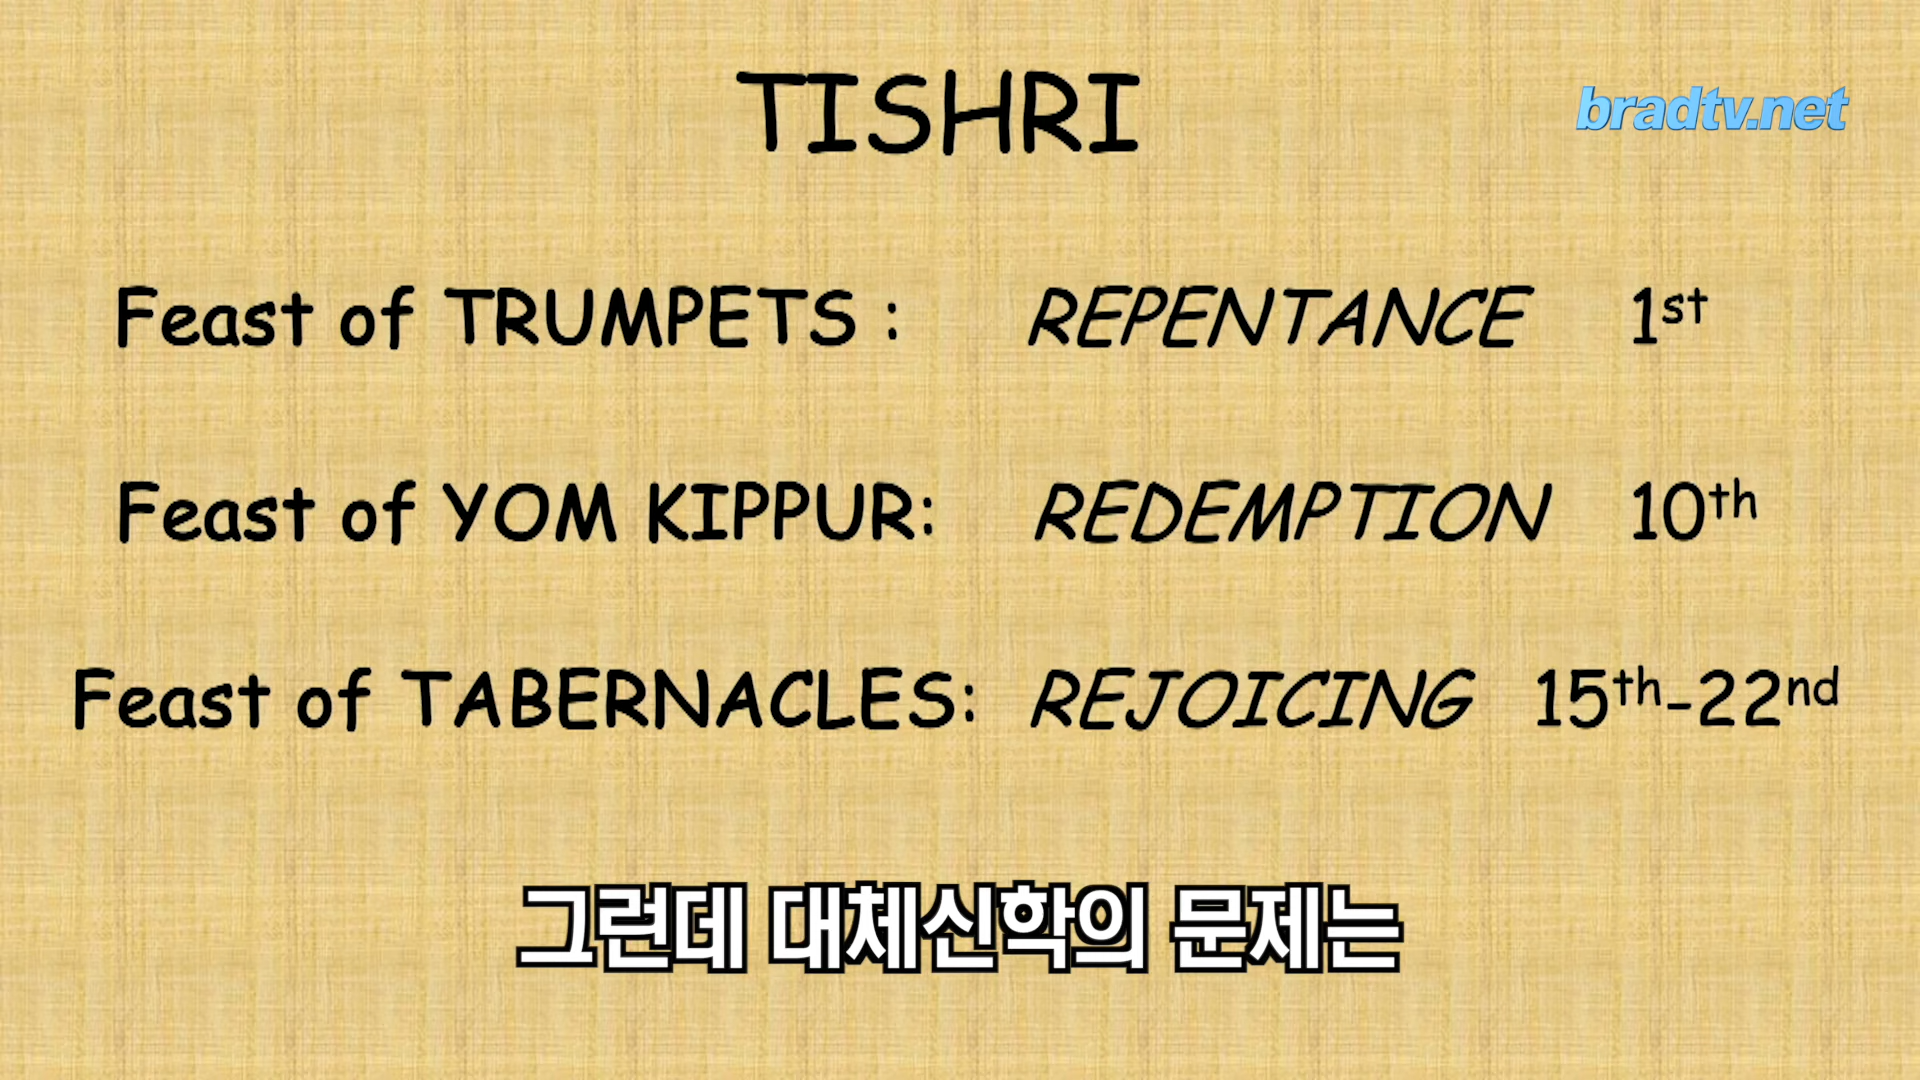 TISHRI
bradtv.net
Feast of TRUMPETS : REPENTANCE 1st
Feast of YOM KIPPUR: REDEMPTION 10th
Feast of TABERNACLES: REJOICING 15th-22nd
그런데 대체신학의 문제는